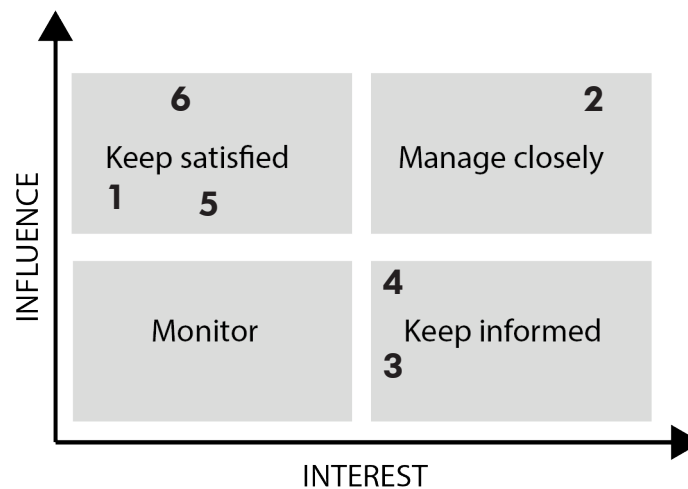 INFLUENCE
6
2
Keep satisfied
Manage closely
1
5
4
Monitor
Keep informed
3
INTEREST